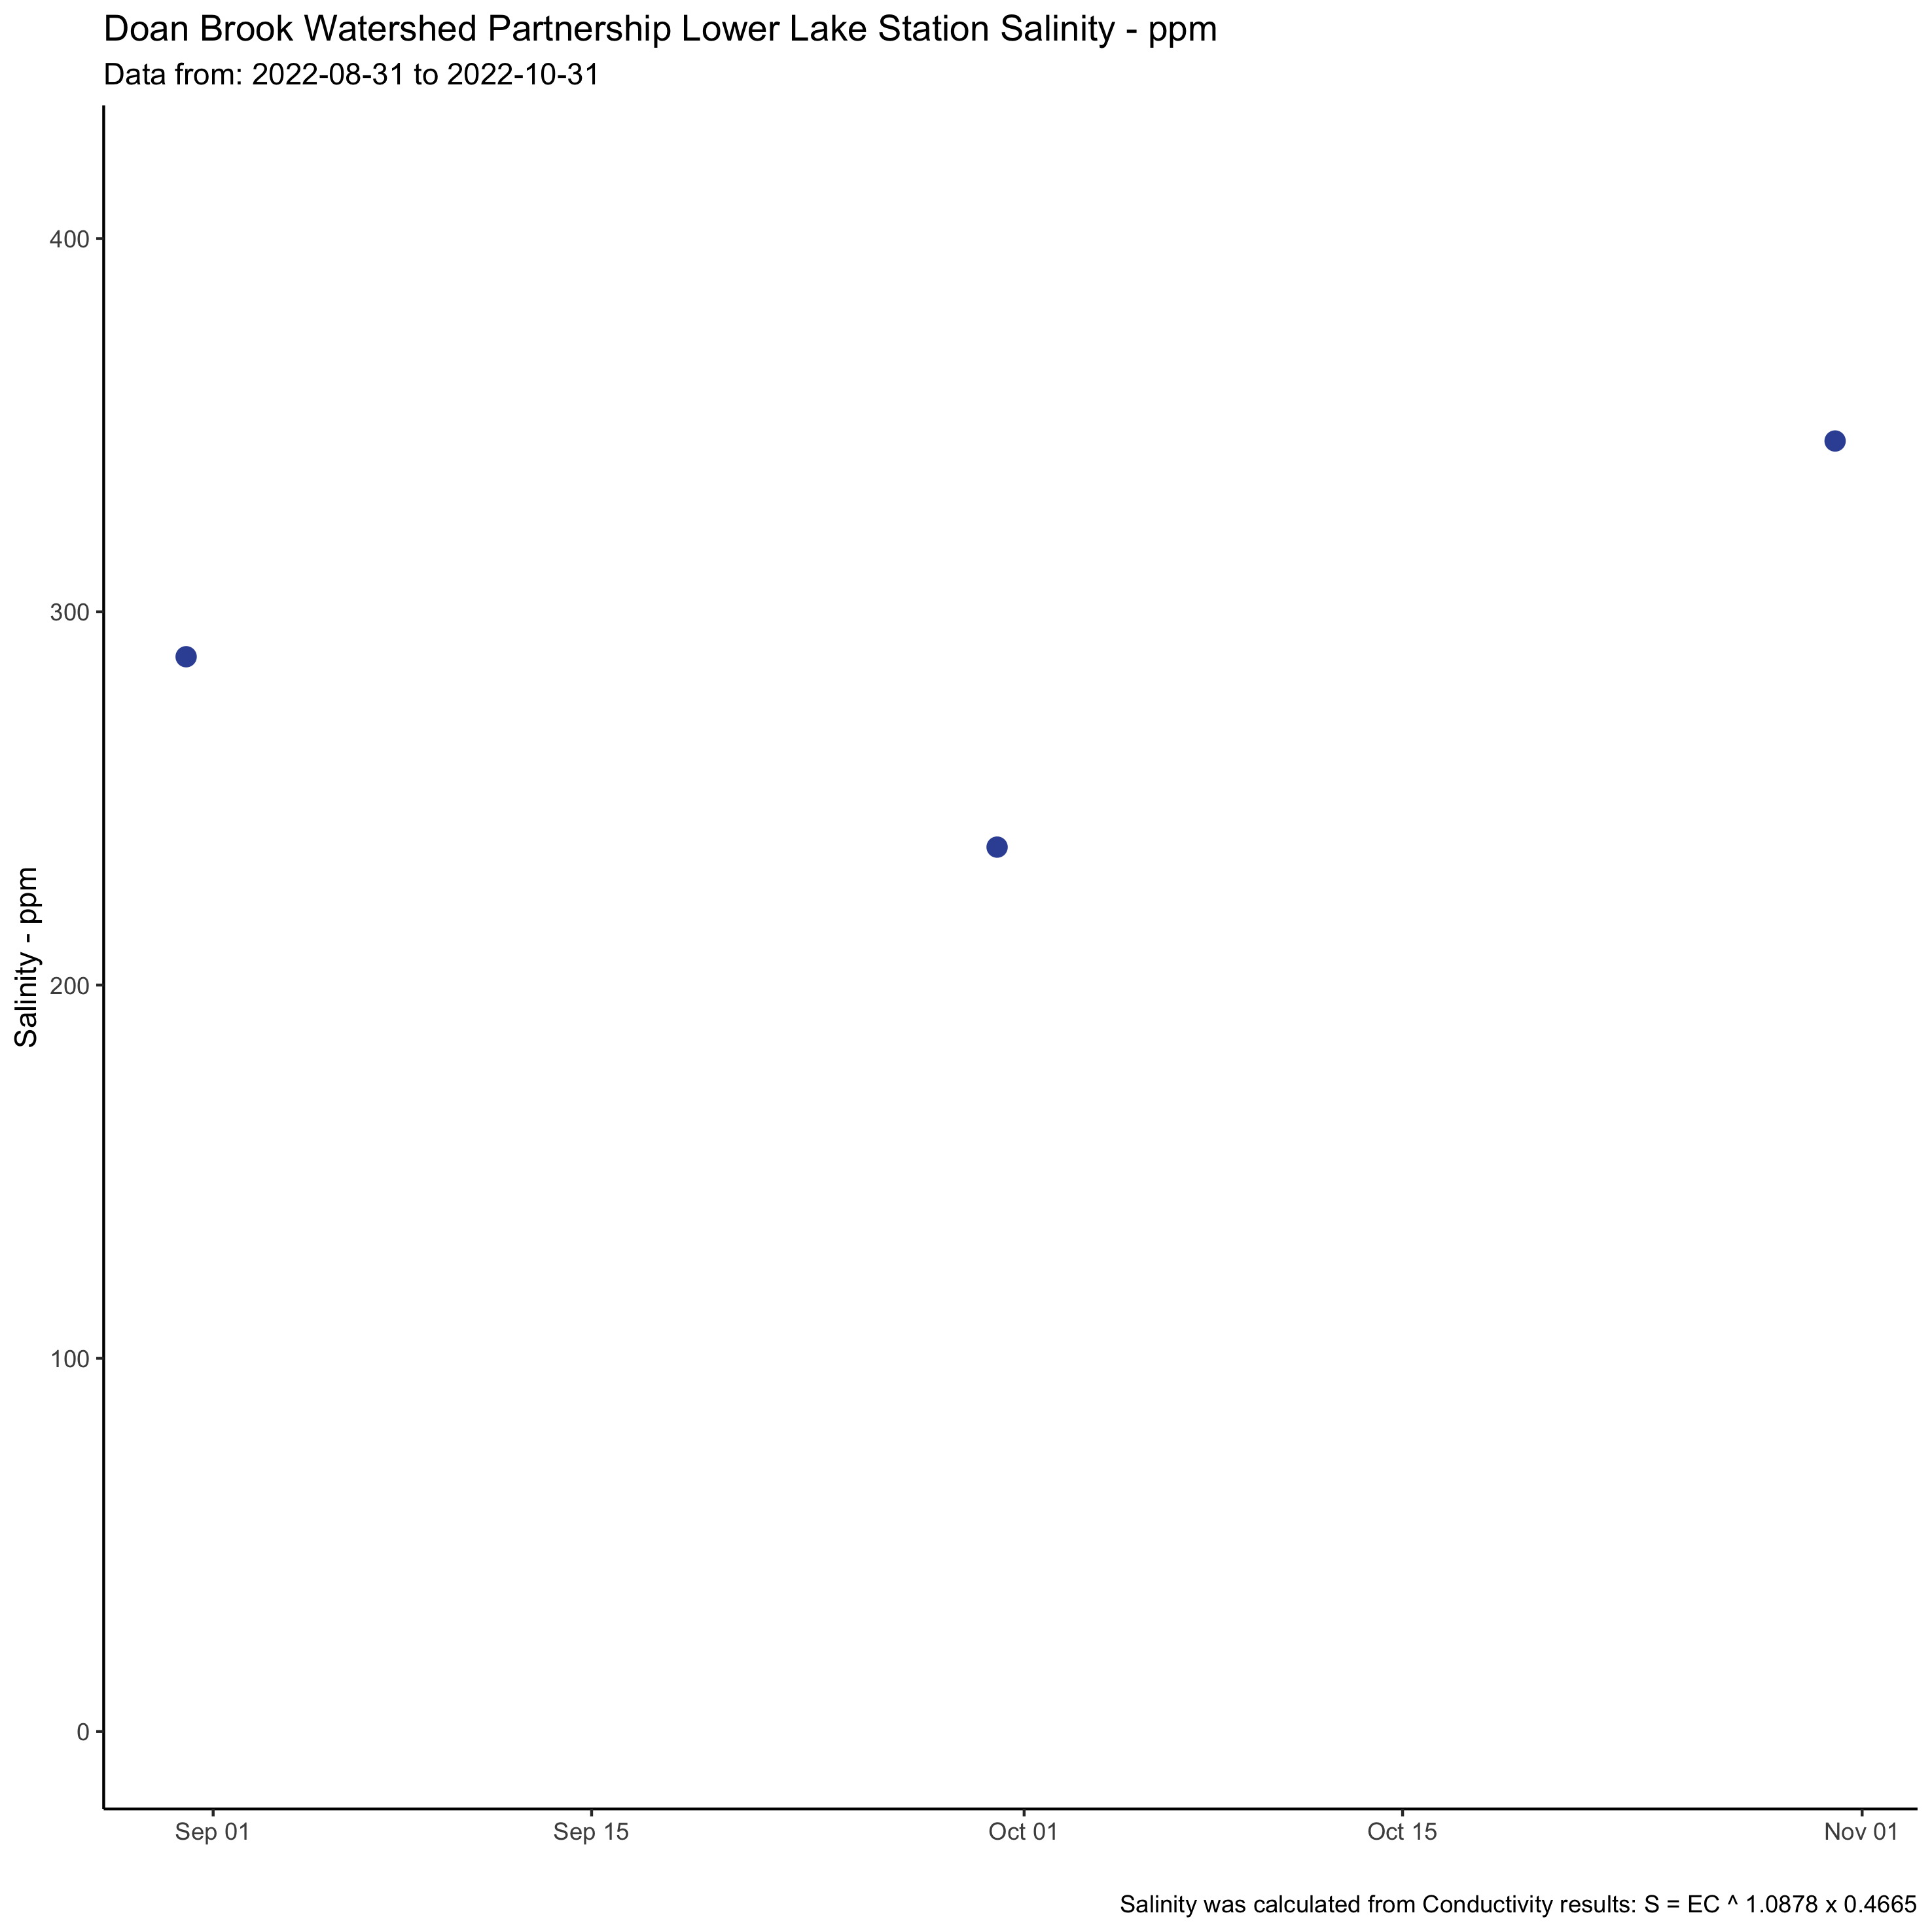 Doan Brook Watershed Partnership Lower Lake Station Salinity - ppm
Data from: 2022-08-31 to 2022-10-31
Salinity - ppm
400
300
200
100
0
Sep 01
Sep 15
Oct 01
Oct 15
Nov 01
Salinity was calculated from Conductivity results: S = EC ^ 1.0878 x 0.4665